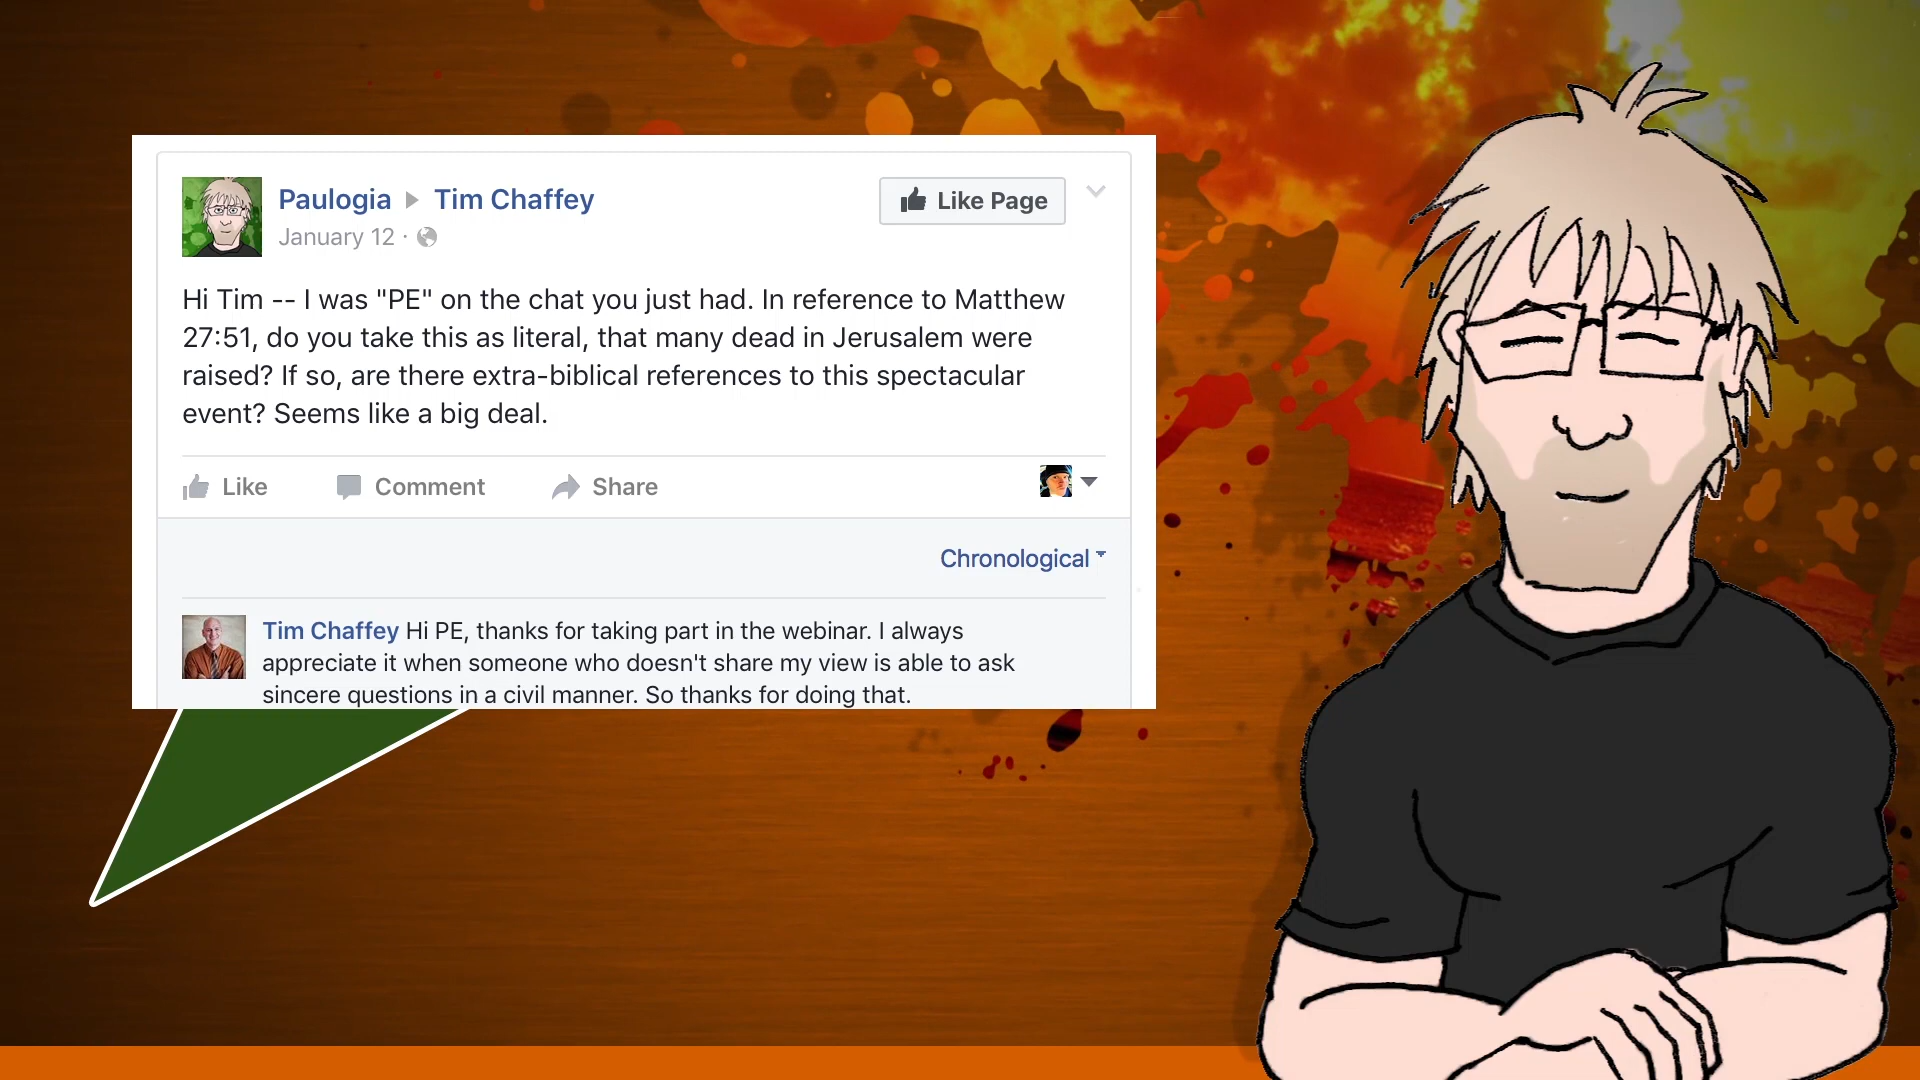 Paulogia ▸ Tim Chaffey
Like Page
January 12 ·
Hi Tim -- I was "PE" on the chat you just had. In reference to Matthew
27:51, do you take this as literal, that many dead in Jerusalem were
raised? If so, are there extra-biblical references to this spectacular
event? Seems like a big deal.
Like Comment Share
Chronological
Tim Chaffey Hi PE, thanks for taking part in the webinar. I always
appreciate it when someone who doesn't share my view is able to ask
sincere questions in a civil manner. So thanks for doing that.